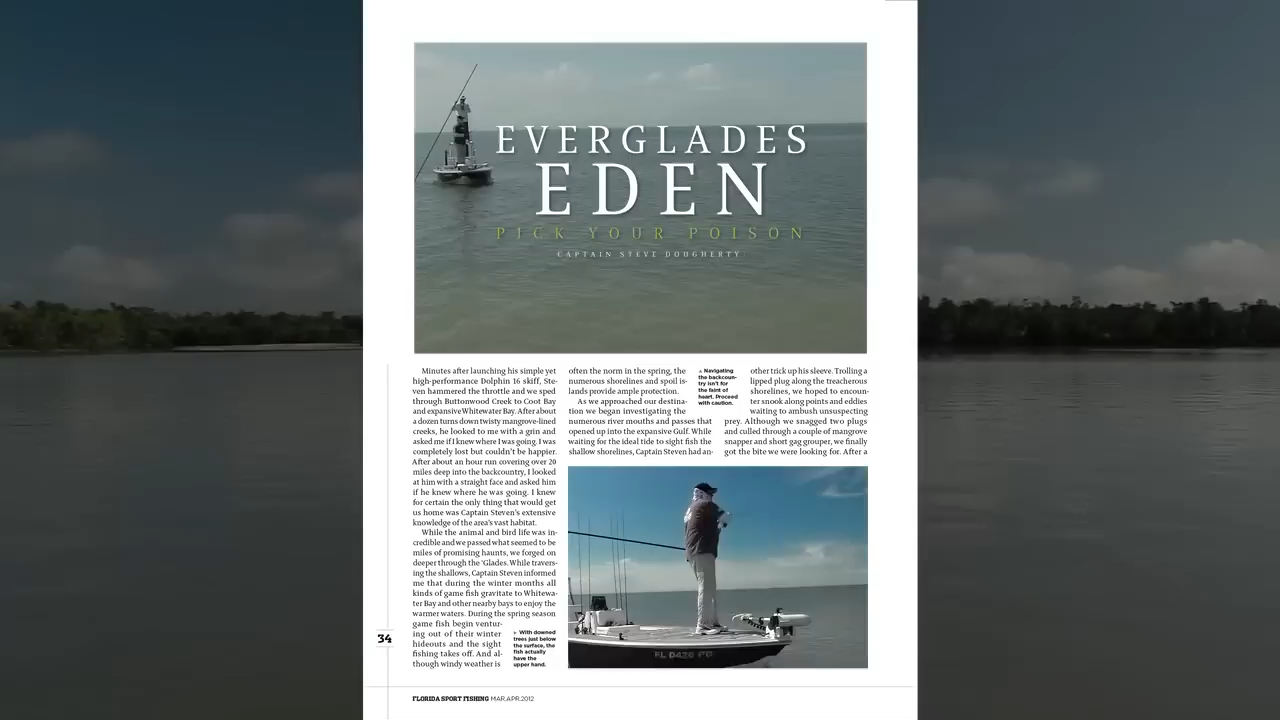 EVERGLADES
EDEN
PICK YOUR POISON
CAPTAIN STEVE DOUGHERTY
Minutes after launching his simple yet
high-performance Dolphin 16 skiff, Ste-
ven hammered the throttle and we sped
through Buttonwood Creek to Coot Bay
and expansive Whitewater Bay. After about
a dozen turns down twisty mangrove-lined
creeks, he looked to me with a grin and
asked me if I knew where I was going. I was
completely lost but couldn't be happier.
After about an hour run covering over 20
miles deep into the backcountry, I looked
at him with a straight face and asked him
if he knew where he was going. I knew
for certain the only thing that would get
us home was Captain Steven's extensive
knowledge of the area's vast habitat.
While the animal and bird life was in-
credible and we passed what seemed to be
miles of promising haunts, we forged on
deeper through the 'Glades. While travers-
ing the shallows, Captain Steven informed
me that during the winter months all
kinds of game fish gravitate to Whitewa-
ter Bay and other nearby bays to enjoy the
warmer waters. During the spring season
game fish begin ventur-
ing out of their winter
hideouts and the sight
fishing takes off. And al-
though windy weather is
With downed
trees just below
the surface, the
fish actually
have the
upper hand.
often the norm in the spring, the
numerous shorelines and spoil is-
lands provide ample protection.
As we approached our destina-
tion we began investigating the
numerous river mouths and passes that
opened up into the expansive Gulf. While
waiting for the ideal tide to sight fish the
shallow shorelines, Captain Steven had an-
Navigating
the backcoun-
try isn't for
the faint of
heart. Proceed
with caution.
other trick up his sleeve. Trolling a
lipped plug along the treacherous
shorelines, we hoped to encoun-
ter snook along points and eddies
waiting to ambush unsuspecting
prey. Although we snagged two plugs
and culled through a couple of mangrove
snapper and short gag grouper, we finally
got the bite we were looking for. After a
FL 0426 PG
34
FLORIDA SPORT FISHING MAR.APR.2012